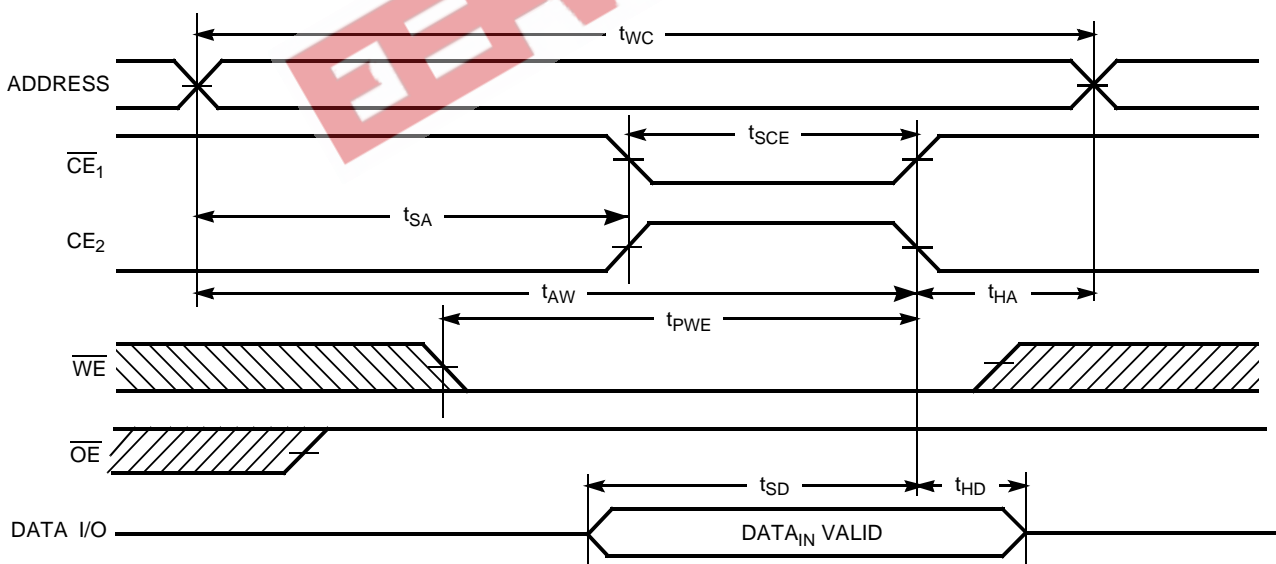 tWC
ADDRESS
tSCE
CE1
tSA
CE2
tAW
tHA
tPWE
WE
OE
tSD
tHD
DATA I/O
DATAIN VALID